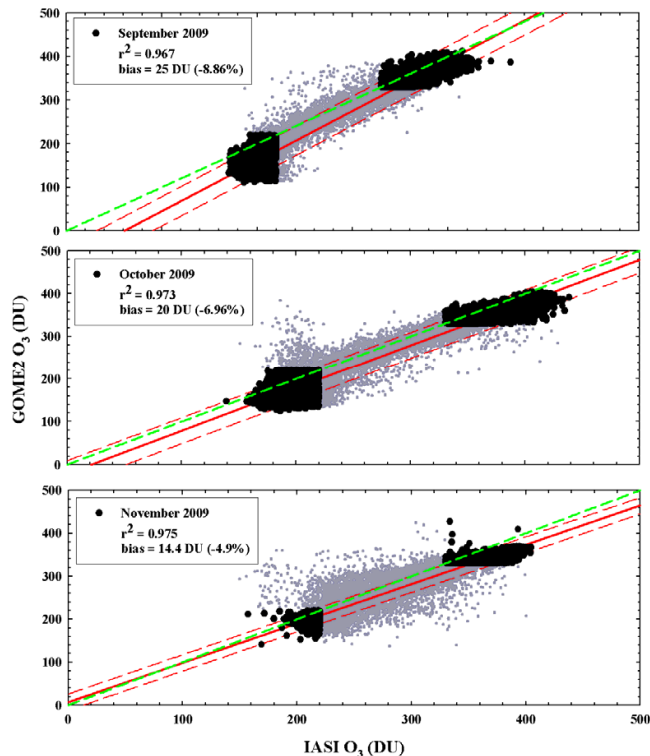 500
400
300
200
100
0
September 2009
r2 = 0.967
bias = 25 DU (-8.86%)
500
400
300
200
100
0
October 2009
r2 = 0.973
bias = 20 DU (-6.96%)
GOME2 O3 (DU)
500
400
300
200
100
0
November 2009
r2 = 0.975
bias = 14.4 DU (-4.9%)
0 100 200 300 400 500
IASI O3 (DU)